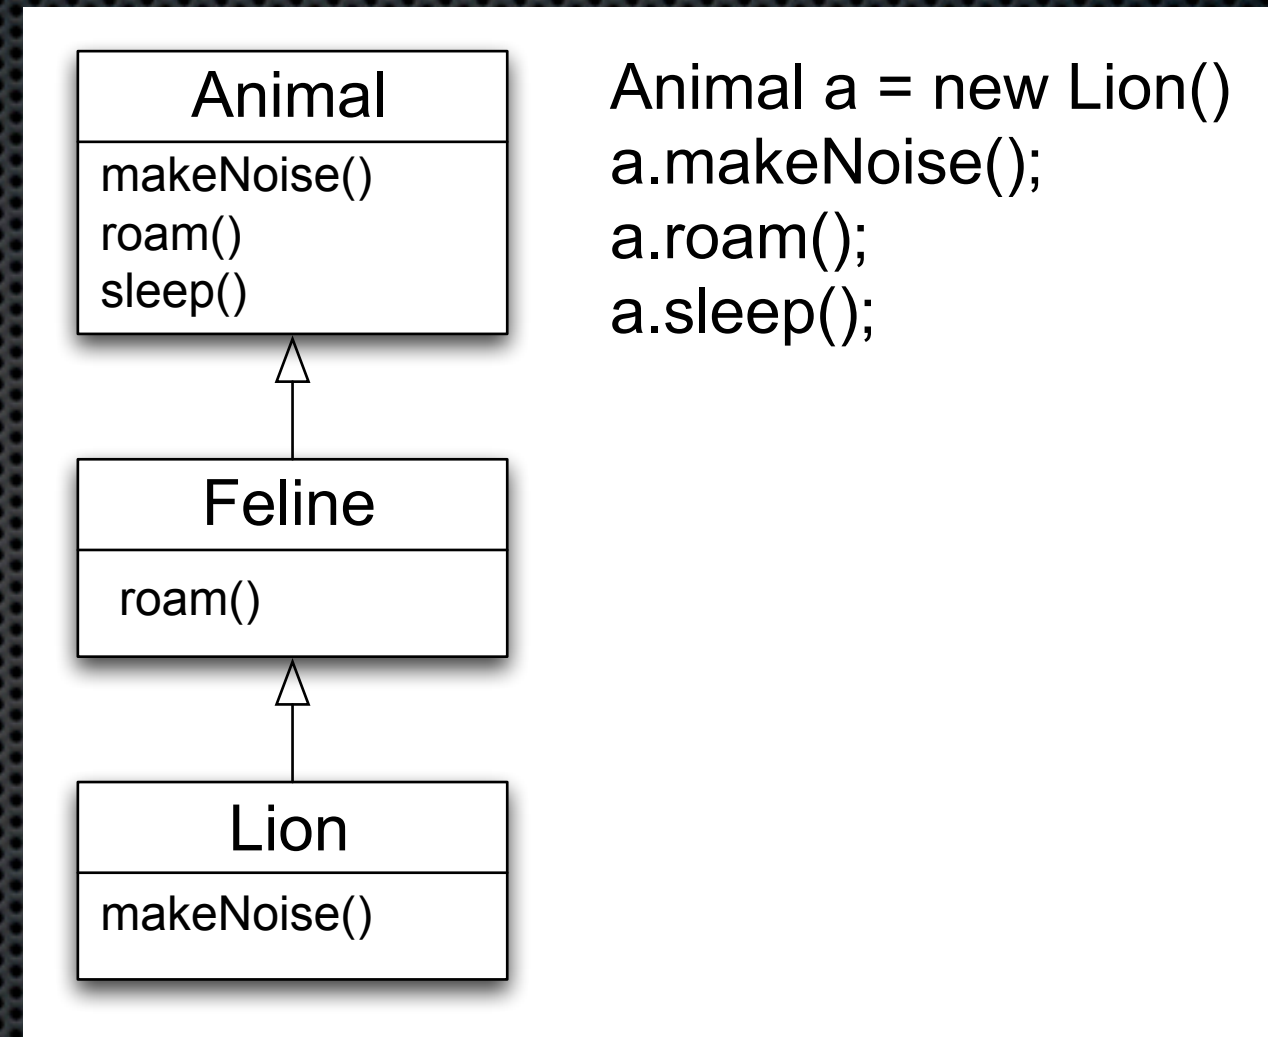 Animal
makeNoise()
roam()
sleep()
Feline
roam()
Lion
makeNoise()
Animal a = new Lion()
a.makeNoise();
a.roam();
a.sleep();